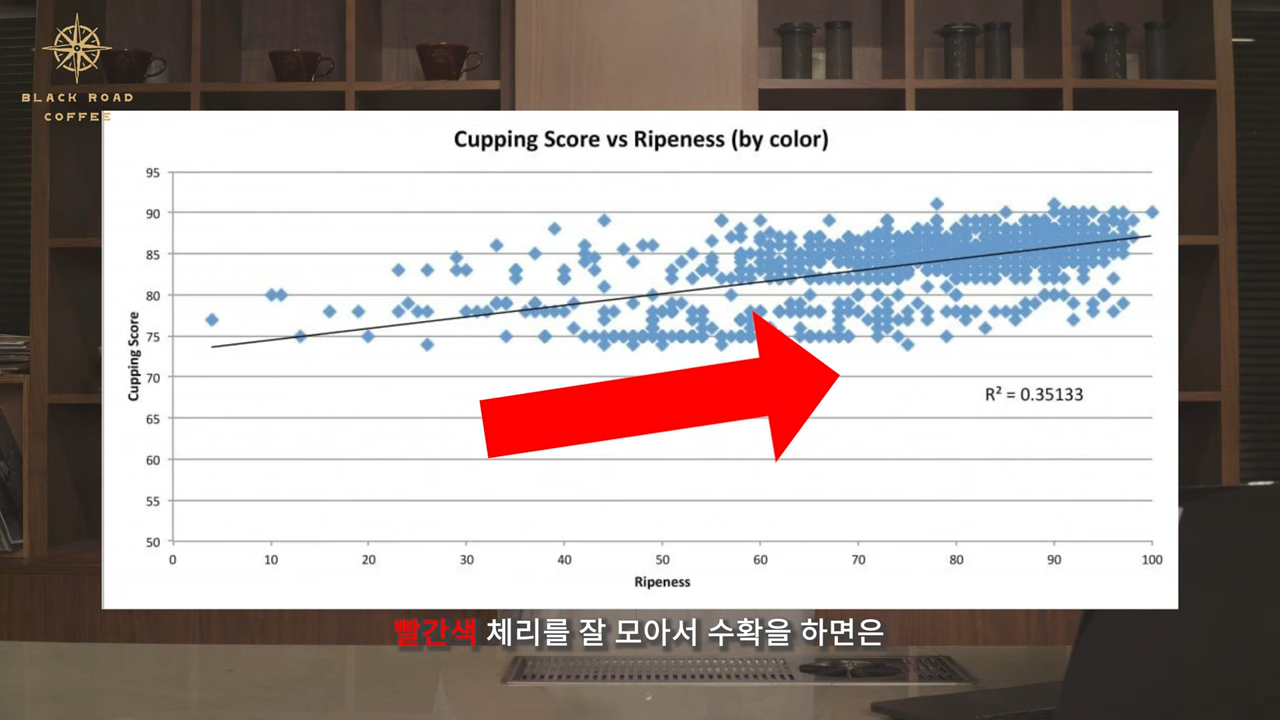 BLACK ROAD
COFFEE
Cupping Score vs Ripeness (by color)
95
90
85
80
75
70
65
60
55
50
Cupping Score
R² = 0.35133
0 10 20 30 40 50 60 70 80 90 100
Ripeness
빨간색 체리를 잘 모아서 수확을 하면은